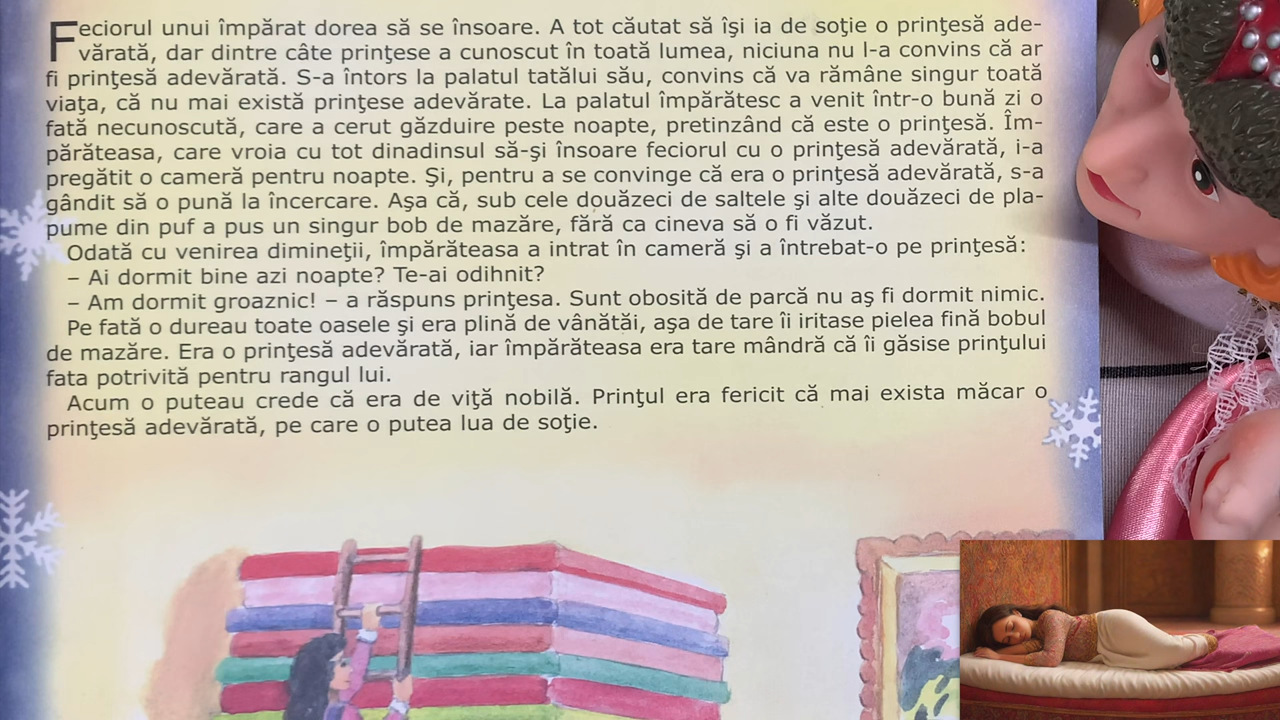 Feciorul unui împărat dorea să se însoare. A tot căutat să îşi ia de soţie o prinţesă ade-
vărată, dar dintre câte prinţese a cunoscut în toată lumea, niciuna nu l-a convins că ar
fi prinţesă adevărată. S-a întors la palatul tatălui său, convins că va rămâne singur toată
viaţa, că nu mai există prinţese adevărate. La palatul împărătesc a venit într-o bună zi o
fată necunoscută, care a cerut găzduire peste noapte, pretinzând că este o prinţesă. Îm-
părăteasa, care vroia cu tot dinadinsul să-şi însoare feciorul cu o prinţesă adevărată, i-a
pregătit o cameră pentru noapte. Şi, pentru a se convinge că era o prinţesă adevărată, s-a
gândit să o pună la încercare. Aşa că, sub cele douăzeci de saltele şi alte douăzeci de pla-
pume din puf a pus un singur bob de mazăre, fără ca cineva să o fi văzut.
Odată cu venirea dimineţii, împărăteasa a intrat în cameră şi a întrebat-o pe prinţesă:
– Ai dormit bine azi noapte? Te-ai odihnit?
– Am dormit groaznic! – a răspuns prinţesa. Sunt obosită de parcă nu aş fi dormit nimic.
Pe fată o dureau toate oasele şi era plină de vânătăi, aşa de tare îi iritase pielea fină bobul
de mazăre. Era o prinţesă adevărată, iar împărăteasa era tare mândră că îi găsise prinţului
fata potrivită pentru rangul lui.
Acum o puteau crede că era de viţă nobilă. Prinţul era fericit că mai exista măcar o
prinţesă adevărată, pe care o putea lua de soţie.